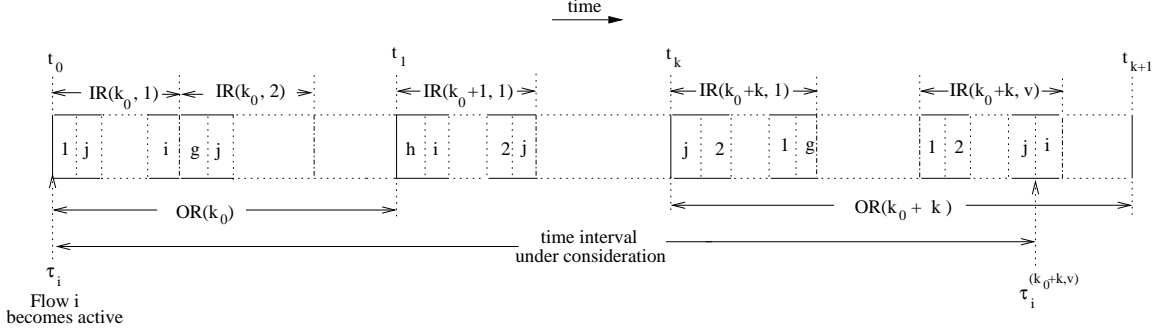 time
t₀ t₁ tₖ tₖ₊₁
IR(k₀, 1) IR(k₀, 2) IR(k₀+1, 1) IR(k₀+k, 1) IR(k₀+k, v)
1 j i g j h i 2 j j 2 1 g 1 2 j i
OR(k₀) OR(k₀ + k)
time interval
under consideration
τᵢ τᵢ^(k₀+k,v)
Flow i
becomes active